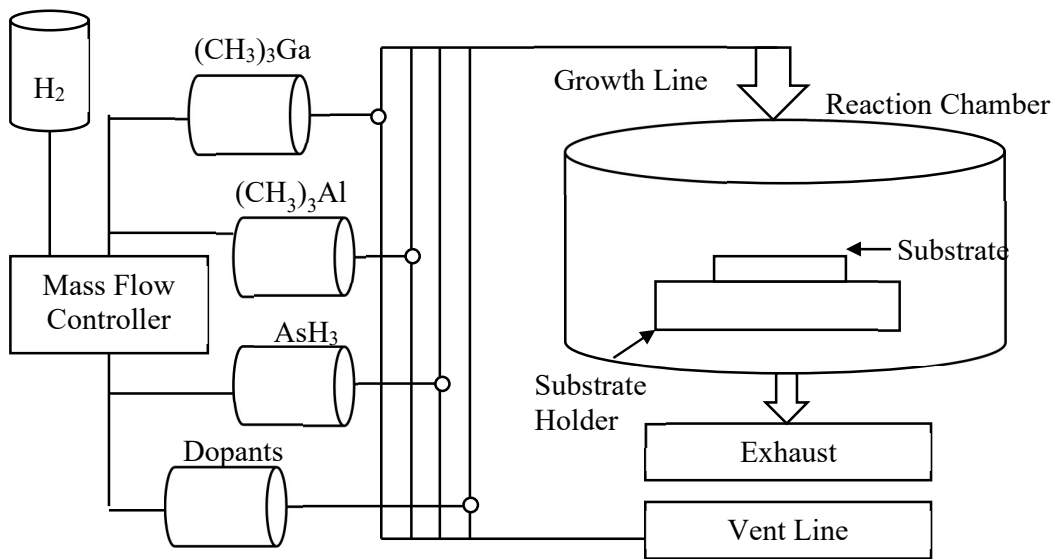 (CH₃)₃Ga
H₂
Growth Line
Reaction Chamber
(CH₃)₃Al
Substrate
Mass Flow
Controller
AsH₃
Substrate
Holder
Dopants
Exhaust
Vent Line